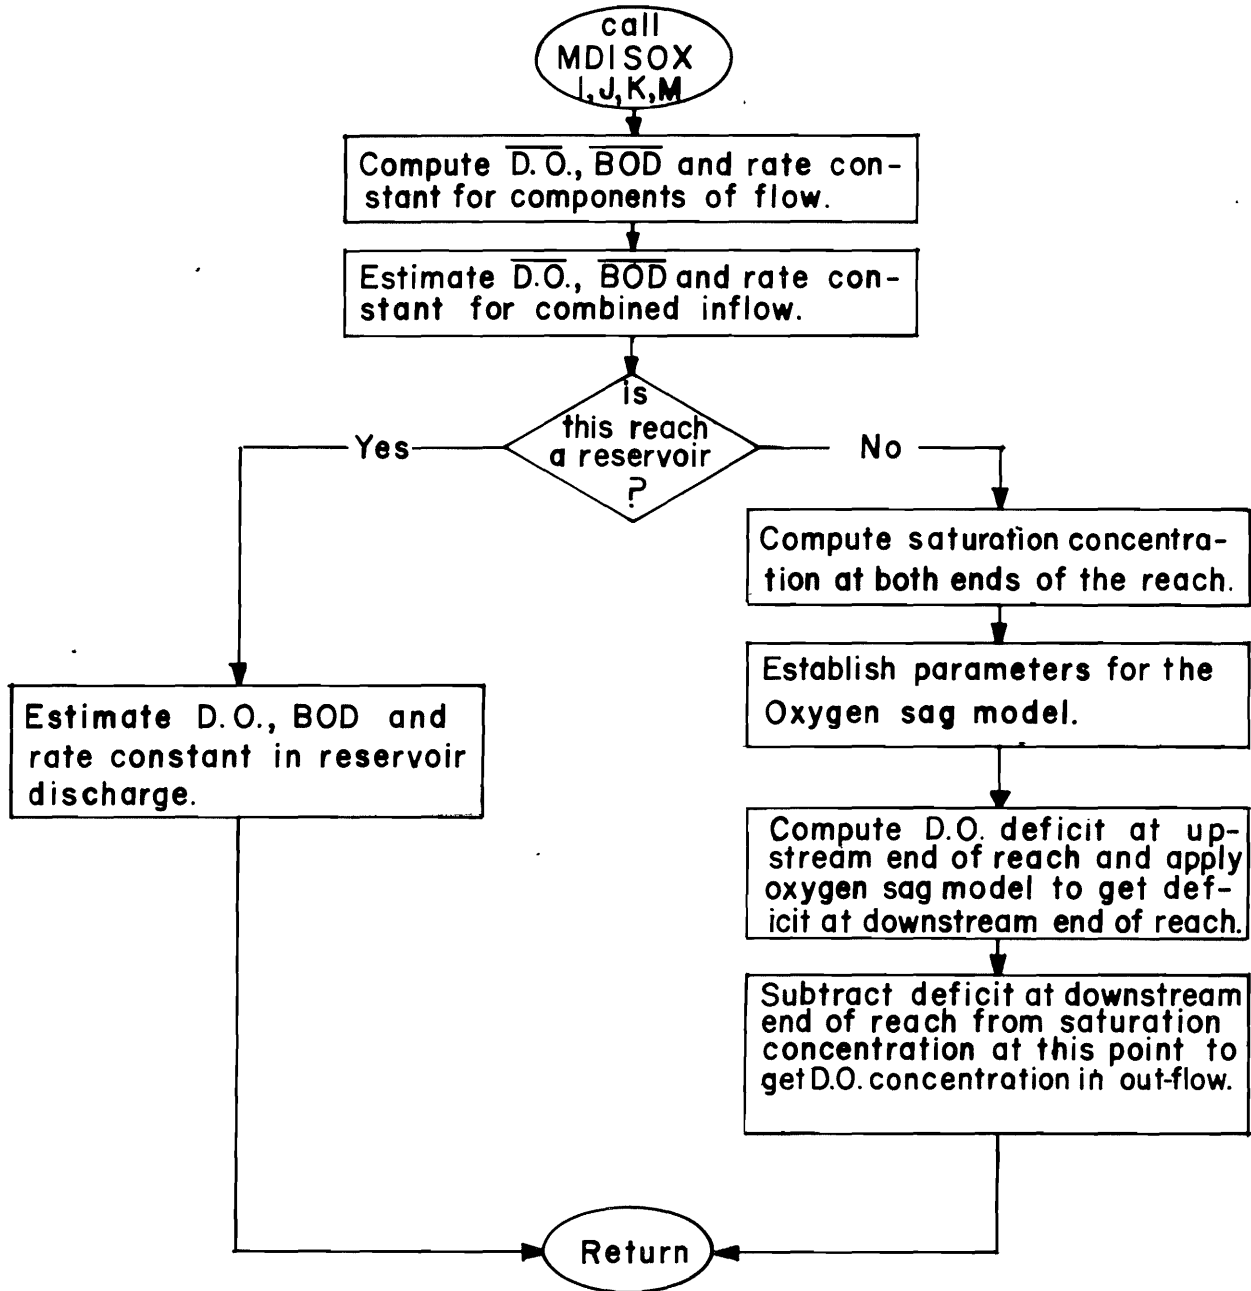 call
MDISOX
I,J,K,M
Compute D.O., BOD and rate con-
stant for components of flow.
Estimate D.O., BOD and rate con-
stant for combined inflow.
is
this reach
a reservoir
?
Yes
No
Compute saturation concentra-
tion at both ends of the reach.
Establish parameters for the
Oxygen sag model.
Estimate D.O., BOD and
rate constant in reservoir
discharge.
Compute D.O. deficit at up-
stream end of reach and apply
oxygen sag model to get def-
icit at downstream end of reach.
Subtract deficit at downstream
end of reach from saturation
concentration at this point to
get D.O. concentration in out-flow.
Return